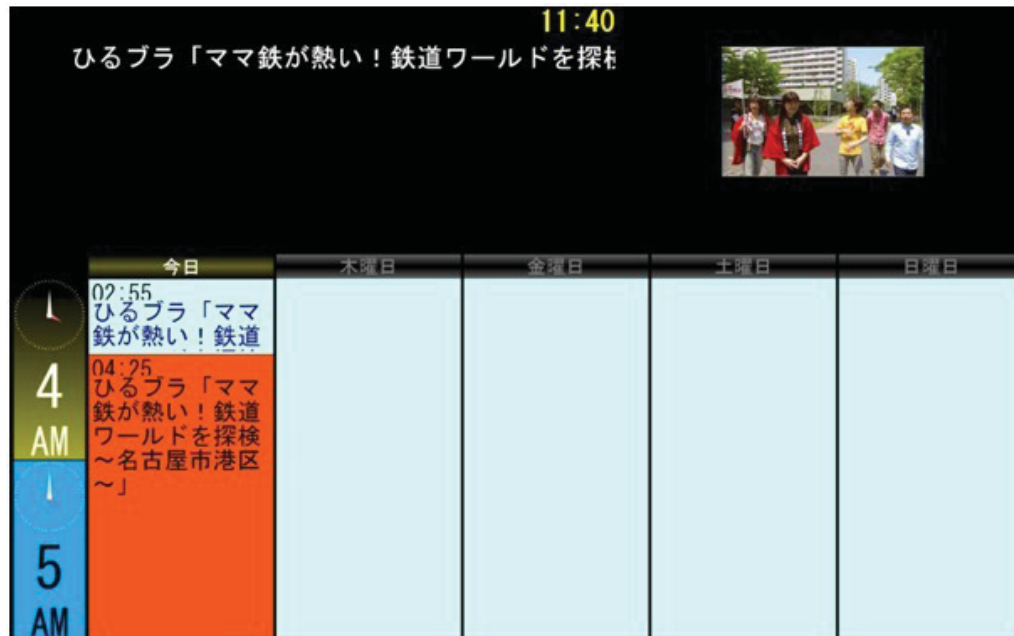 11:40
ひるブラ「ママ鉄が熱い！鉄道ワールドを探
今日
木曜日
金曜日
土曜日
日曜日
4
AM
5
AM
02:55
ひるブラ「ママ
鉄が熱い！鉄道
04:25
ひるブラ「ママ
鉄が熱い！鉄道
ワールドを探検
～名古屋市港区
～」